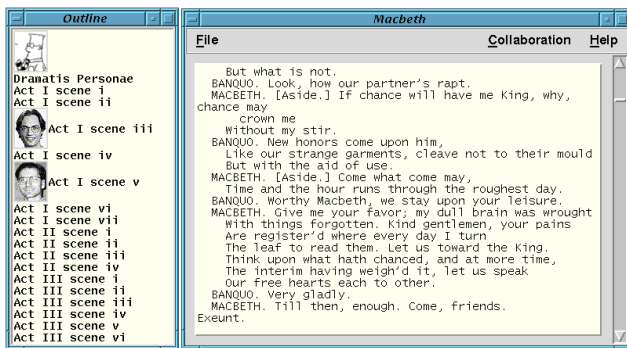 Outline
Dramatis Personae
Act I scene i
Act I scene ii
Act I scene iii
Act I scene iv
Act I scene v
Act I scene vi
Act I scene vii
Act II scene i
Act II scene ii
Act II scene iii
Act II scene iv
Act III scene i
Act III scene ii
Act III scene iii
Act III scene iv
Act III scene v
Act III scene vi
Macbeth
File Collaboration Help
But what is not.
BANQUO. Look, how our partner's rapt.
MACBETH. [Aside.] If chance will have me King, why,
chance may
crown me
Without my stir.
BANQUO. New honors come upon him,
Like our strange garments, cleave not to their mould
But with the aid of use.
MACBETH. [Aside.] Come what come may,
Time and the hour runs through the roughest day.
BANQUO. Worthy Macbeth, we stay upon your leisure.
MACBETH. Give me your favor; my dull brain was wrought
With things forgotten. Kind gentlemen, your pains
Are register'd where every day I turn
The leaf to read them. Let us toward the King.
Think upon what hath chanced, and at more time,
The interim having weigh'd it, let us speak
Our free hearts each to other.
BANQUO. Very gladly.
MACBETH. Till then, enough. Come, friends.
Exeunt.